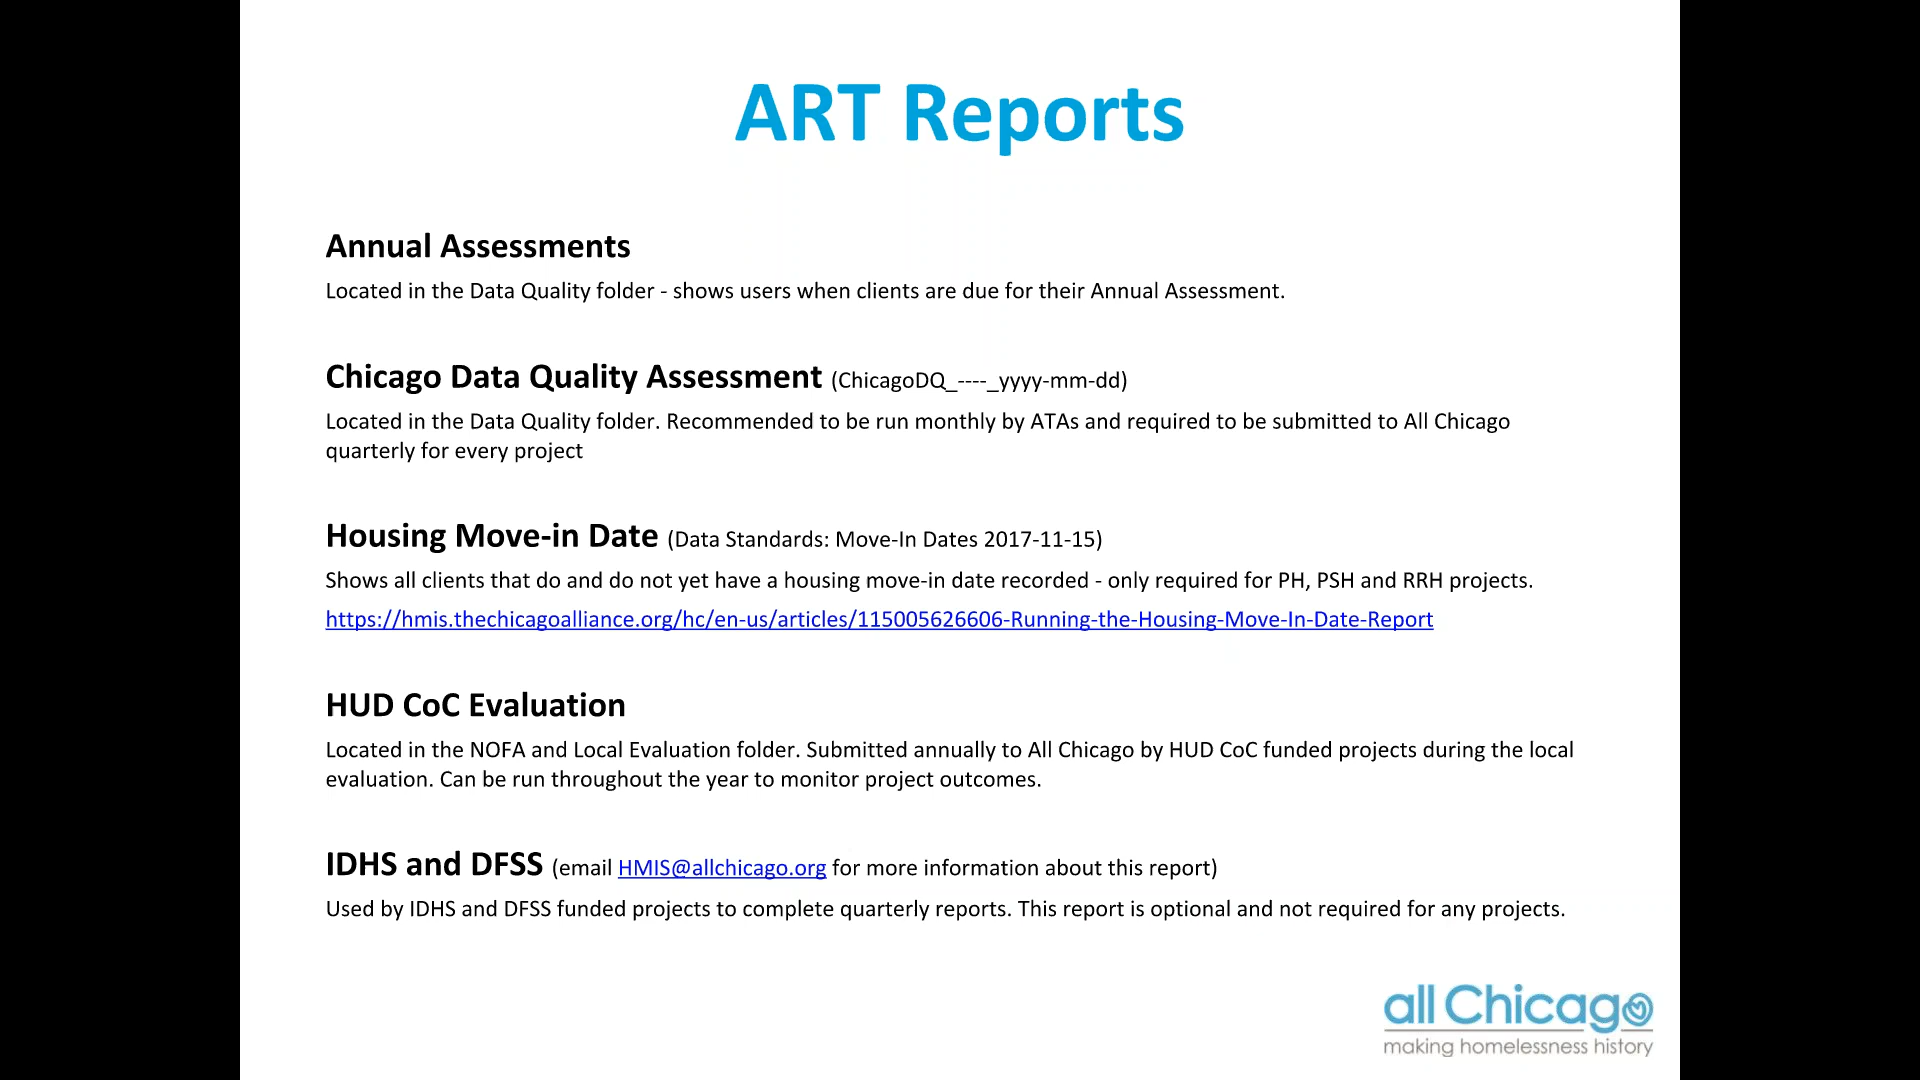 ART Reports
Annual Assessments
Located in the Data Quality folder - shows users when clients are due for their Annual Assessment.
Chicago Data Quality Assessment (ChicagoDQ_----_yyyy-mm-dd)
Located in the Data Quality folder. Recommended to be run monthly by ATAs and required to be submitted to All Chicago
quarterly for every project
Housing Move-in Date (Data Standards: Move-In Dates 2017-11-15)
Shows all clients that do and do not yet have a housing move-in date recorded - only required for PH, PSH and RRH projects.
https://hmis.thechicagoalliance.org/hc/en-us/articles/115005626606-Running-the-Housing-Move-In-Date-Report
HUD CoC Evaluation
Located in the NOFA and Local Evaluation folder. Submitted annually to All Chicago by HUD CoC funded projects during the local
evaluation. Can be run throughout the year to monitor project outcomes.
IDHS and DFSS (email HMIS@allchicago.org for more information about this report)
Used by IDHS and DFSS funded projects to complete quarterly reports. This report is optional and not required for any projects.
all Chicago
making homelessness history